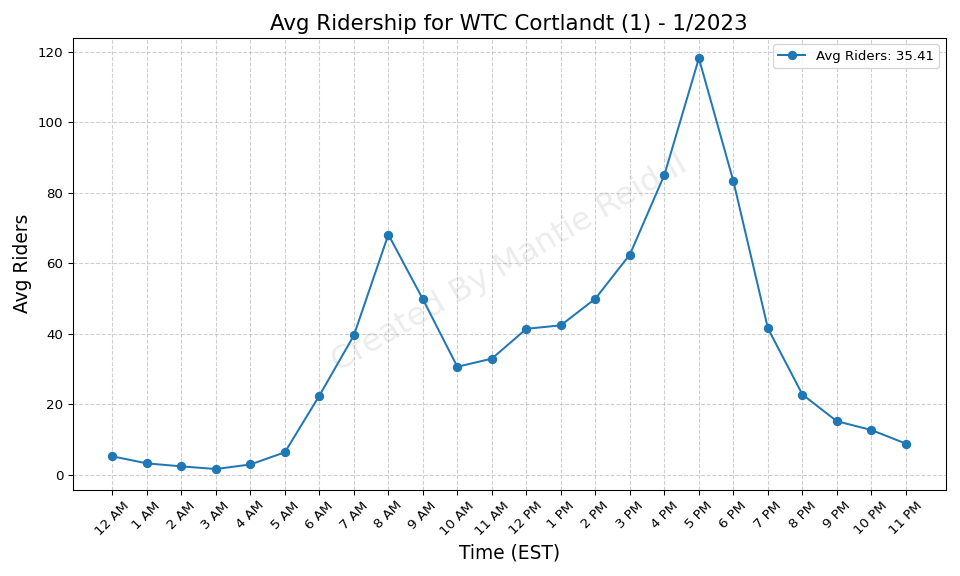 Avg Ridership for WTC Cortlandt (1) - 1/2023
Avg Riders: 35.41
120
100
80
60
40
20
0
Avg Riders
Created By Mantle Reidal
12 AM
1 AM
2 AM
3 AM
4 AM
5 AM
6 AM
7 AM
8 AM
9 AM
10 AM
11 AM
12 PM
1 PM
2 PM
3 PM
4 PM
5 PM
6 PM
7 PM
8 PM
9 PM
10 PM
11 PM
Time (EST)